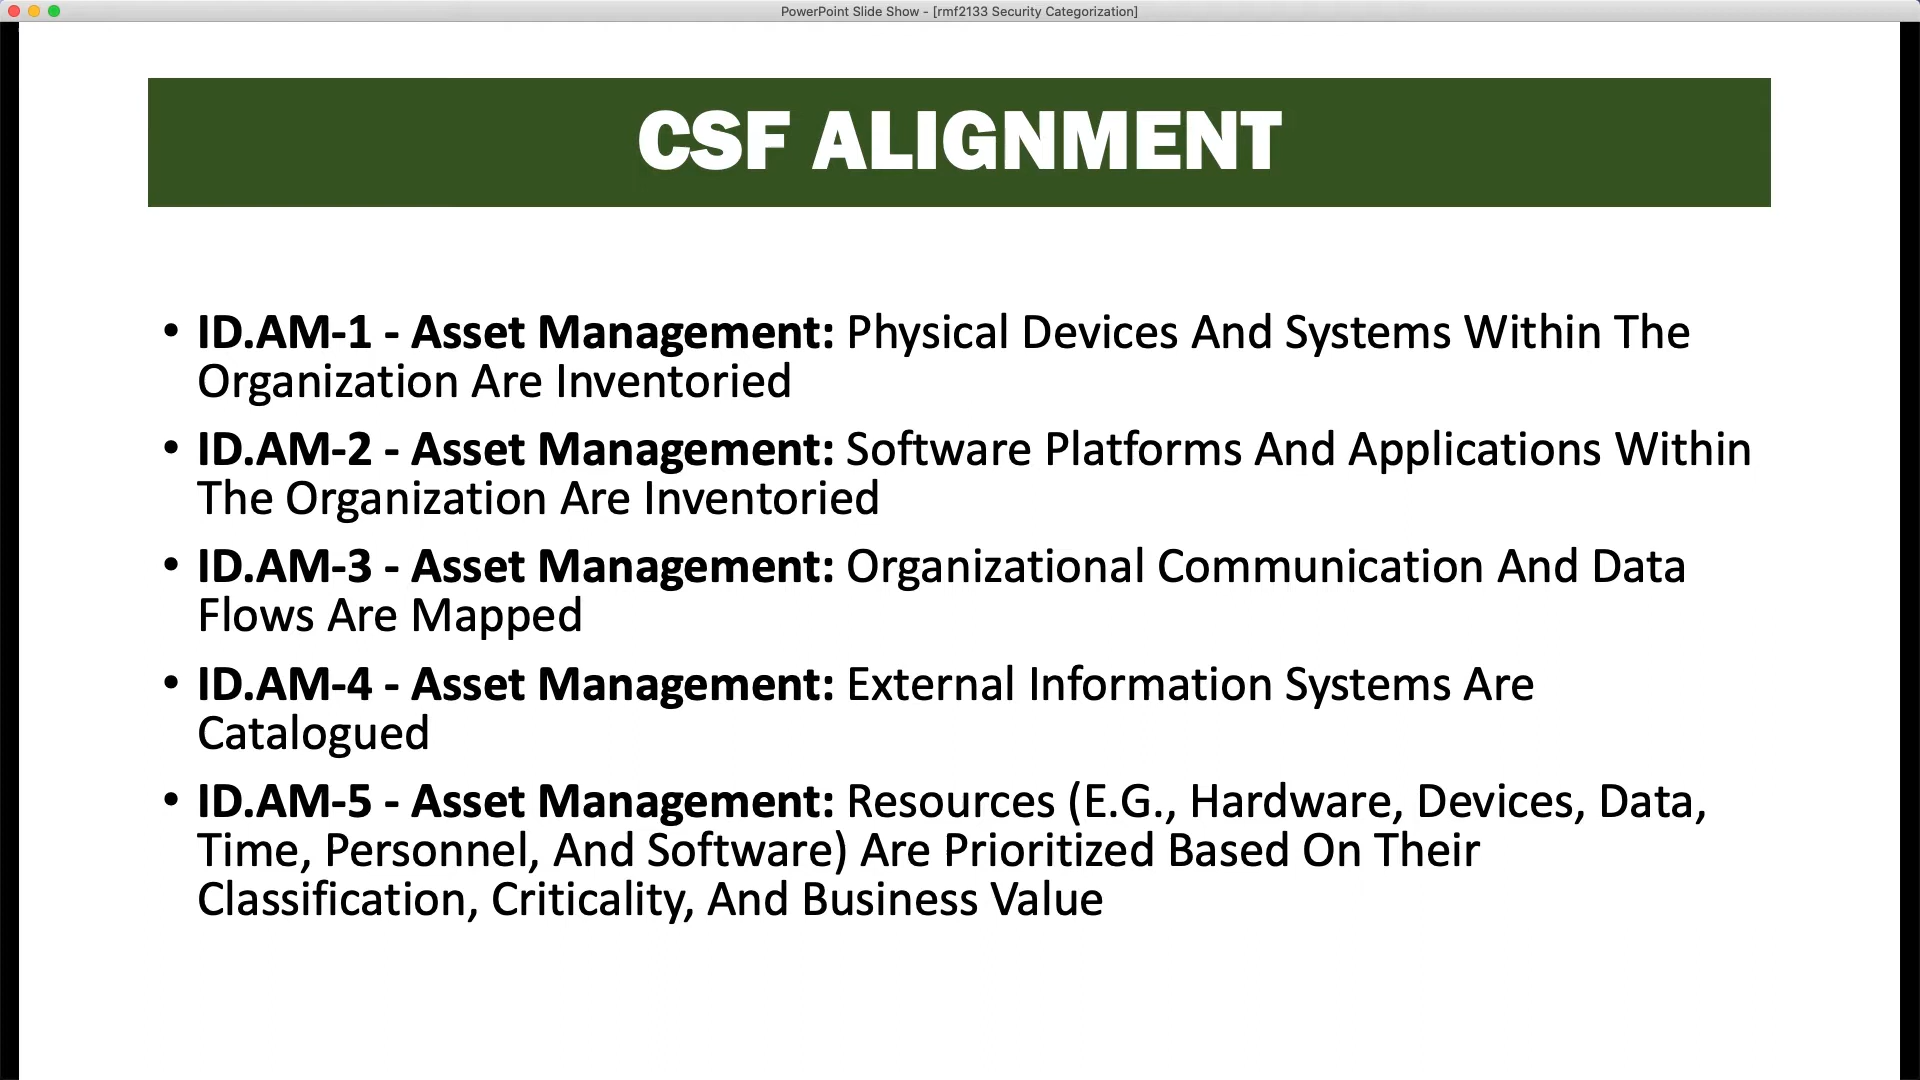 PowerPoint Slide Show - [rmf2133 Security Categorization]
CSF ALIGNMENT
• ID.AM-1 - Asset Management: Physical Devices And Systems Within The
Organization Are Inventoried
• ID.AM-2 - Asset Management: Software Platforms And Applications Within
The Organization Are Inventoried
• ID.AM-3 - Asset Management: Organizational Communication And Data
Flows Are Mapped
• ID.AM-4 - Asset Management: External Information Systems Are
Catalogued
• ID.AM-5 - Asset Management: Resources (E.G., Hardware, Devices, Data,
Time, Personnel, And Software) Are Prioritized Based On Their
Classification, Criticality, And Business Value